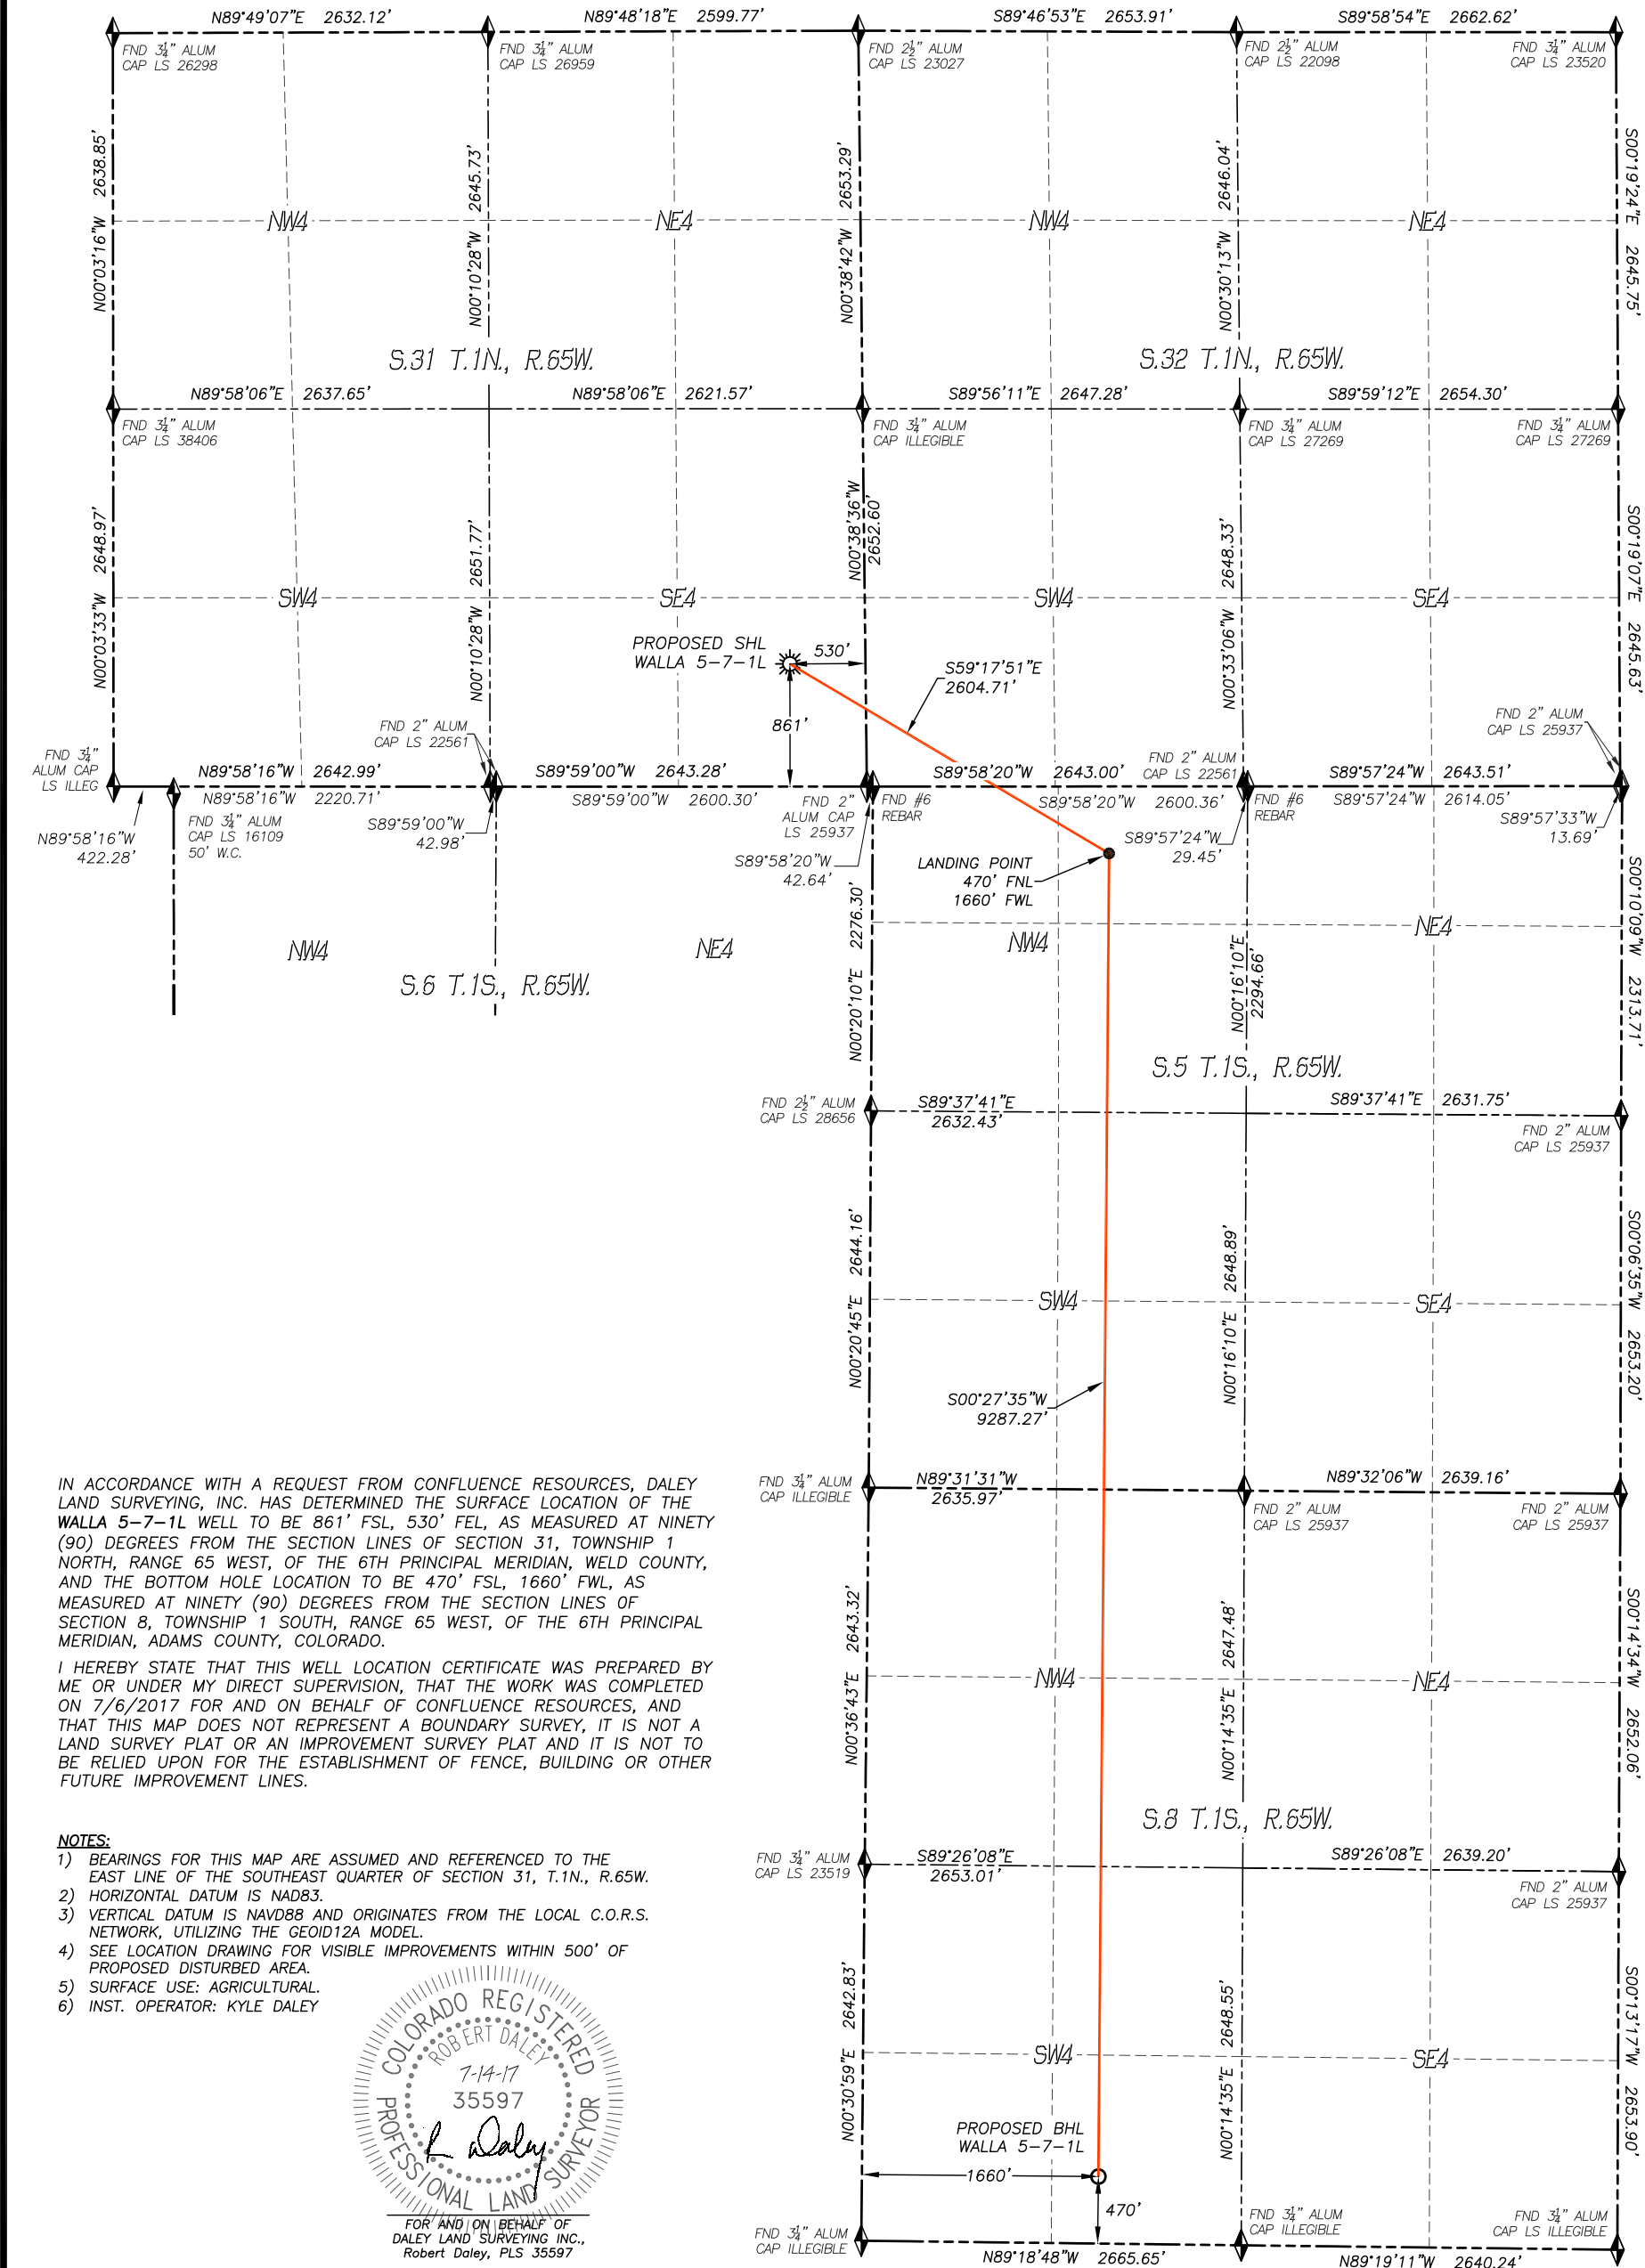 N89°49'07"E 2632.12'
N89°48'18"E 2599.77'
S89°46'53"E 2653.91'
S89°58'54"E 2662.62'
FND 3¼" ALUM
CAP LS 26298
FND 3¼" ALUM
CAP LS 26959
FND 2½" ALUM
CAP LS 23027
FND 2½" ALUM
CAP LS 22098
FND 3¼" ALUM
CAP LS 23520
N00°03'16"W 2638.85'
N00°10'28"W 2645.73'
N00°38'42"W 2653.29'
N00°30'13"W 2646.04'
S00°19'24"E 2645.75'
NW4
NE4
NW4
NE4
S.31 T.1N., R.65W.
S.32 T.1N., R.65W.
N89°58'06"E 2637.65'
N89°58'06"E 2621.57'
S89°56'11"E 2647.28'
S89°59'12"E 2654.30'
FND 3¼" ALUM
CAP LS 38406
FND 3¼" ALUM
CAP ILLEGIBLE
FND 3¼" ALUM
CAP LS 27269
FND 3¼" ALUM
CAP LS 27269
N00°03'33"W 2648.97'
N00°10'28"W 2651.77'
N00°38'36"W
2652.60'
N00°33'06"W 2648.33'
S00°19'07"E 2645.63'
SW4
SE4
SW4
SE4
PROPOSED SHL
WALLA 5-7-1L
530'
861'
S59°17'51"E
2604.71'
FND 3¼"
ALUM CAP
LS ILLEG
FND 2" ALUM
CAP LS 22561
FND 2" ALUM
CAP LS 22561
FND 2" ALUM
CAP LS 25937
N89°58'16"W 2642.99'
S89°59'00"W 2643.28'
S89°58'20"W 2643.00'
S89°57'24"W 2643.51'
N89°58'16"W 2220.71'
S89°59'00"W 2600.30'
S89°58'20"W 2600.36'
S89°57'24"W 2614.05'
N89°58'16"W
422.28'
FND 3¼" ALUM
CAP LS 16109
50' W.C.
S89°59'00"W
42.98'
FND 2"
ALUM CAP
LS 25937
FND #6
REBAR
S89°58'20"W
42.64'
S89°57'24"W
29.45'
FND #6
REBAR
S89°57'33"W
13.69'
LANDING POINT
470' FNL
1660' FWL
N00°20'10"E 2276.30'
N00°16'10"E
2294.66'
S00°10'09"W 2313.71'
NW4
NE4
NW4
NE4
S.6 T.1S., R.65W.
S.5 T.1S., R.65W.
FND 2½" ALUM
CAP LS 28656
S89°37'41"E
2632.43'
S89°37'41"E 2631.75'
FND 2" ALUM
CAP LS 25937
N00°20'45"E 2644.16'
N00°16'10"E 2648.89'
S00°06'35"W 2653.20'
SW4
SE4
S00°27'35"W
9287.27'
FND 3¼" ALUM
CAP ILLEGIBLE
N89°31'31"W
2635.97'
N89°32'06"W 2639.16'
FND 2" ALUM
CAP LS 25937
FND 2" ALUM
CAP LS 25937
IN ACCORDANCE WITH A REQUEST FROM CONFLUENCE RESOURCES, DALEY
LAND SURVEYING, INC. HAS DETERMINED THE SURFACE LOCATION OF THE
WALLA 5-7-1L WELL TO BE 861' FSL, 530' FEL, AS MEASURED AT NINETY
(90) DEGREES FROM THE SECTION LINES OF SECTION 31, TOWNSHIP 1
NORTH, RANGE 65 WEST, OF THE 6TH PRINCIPAL MERIDIAN, WELD COUNTY,
AND THE BOTTOM HOLE LOCATION TO BE 470' FSL, 1660' FWL, AS
MEASURED AT NINETY (90) DEGREES FROM THE SECTION LINES OF
SECTION 8, TOWNSHIP 1 SOUTH, RANGE 65 WEST, OF THE 6TH PRINCIPAL
MERIDIAN, ADAMS COUNTY, COLORADO.
I HEREBY STATE THAT THIS WELL LOCATION CERTIFICATE WAS PREPARED BY
ME OR UNDER MY DIRECT SUPERVISION, THAT THE WORK WAS COMPLETED
ON 7/6/2017 FOR AND ON BEHALF OF CONFLUENCE RESOURCES, AND
THAT THIS MAP DOES NOT REPRESENT A BOUNDARY SURVEY, IT IS NOT A
LAND SURVEY PLAT OR AN IMPROVEMENT SURVEY PLAT AND IT IS NOT TO
BE RELIED UPON FOR THE ESTABLISHMENT OF FENCE, BUILDING OR OTHER
FUTURE IMPROVEMENT LINES.
N00°36'43"E 2643.32'
N00°14'35"E 2647.48'
S00°14'34"W 2652.06'
NW4
NE4
S.8 T.1S., R.65W.
FND 3¼" ALUM
CAP LS 23519
S89°26'08"E
2653.01'
S89°26'08"E 2639.20'
FND 2" ALUM
CAP LS 25937
NOTES:
1) BEARINGS FOR THIS MAP ARE ASSUMED AND REFERENCED TO THE
EAST LINE OF THE SOUTHEAST QUARTER OF SECTION 31, T.1N., R.65W.
2) HORIZONTAL DATUM IS NAD83.
3) VERTICAL DATUM IS NAVD88 AND ORIGINATES FROM THE LOCAL C.O.R.S.
NETWORK, UTILIZING THE GEOID12A MODEL.
4) SEE LOCATION DRAWING FOR VISIBLE IMPROVEMENTS WITHIN 500' OF
PROPOSED DISTURBED AREA.
5) SURFACE USE: AGRICULTURAL.
6) INST. OPERATOR: KYLE DALEY
COLORADO REGISTERED
ROBERT DALEY
7-14-17
35597
R Daley
PROFESSIONAL LAND SURVEYOR
FOR AND ON BEHALF OF
DALEY LAND SURVEYING INC.,
Robert Daley, PLS 35597
N00°30'59"E 2642.83'
N00°14'35"E 2648.55'
S00°13'17"W 2653.90'
SW4
SE4
PROPOSED BHL
WALLA 5-7-1L
1660'
470'
FND 3¼" ALUM
CAP ILLEGIBLE
FND 3¼" ALUM
CAP ILLEGIBLE
FND 3¼" ALUM
CAP LS ILLEGIBLE
N89°18'48"W 2665.65'
N89°19'11"W 2640.24'